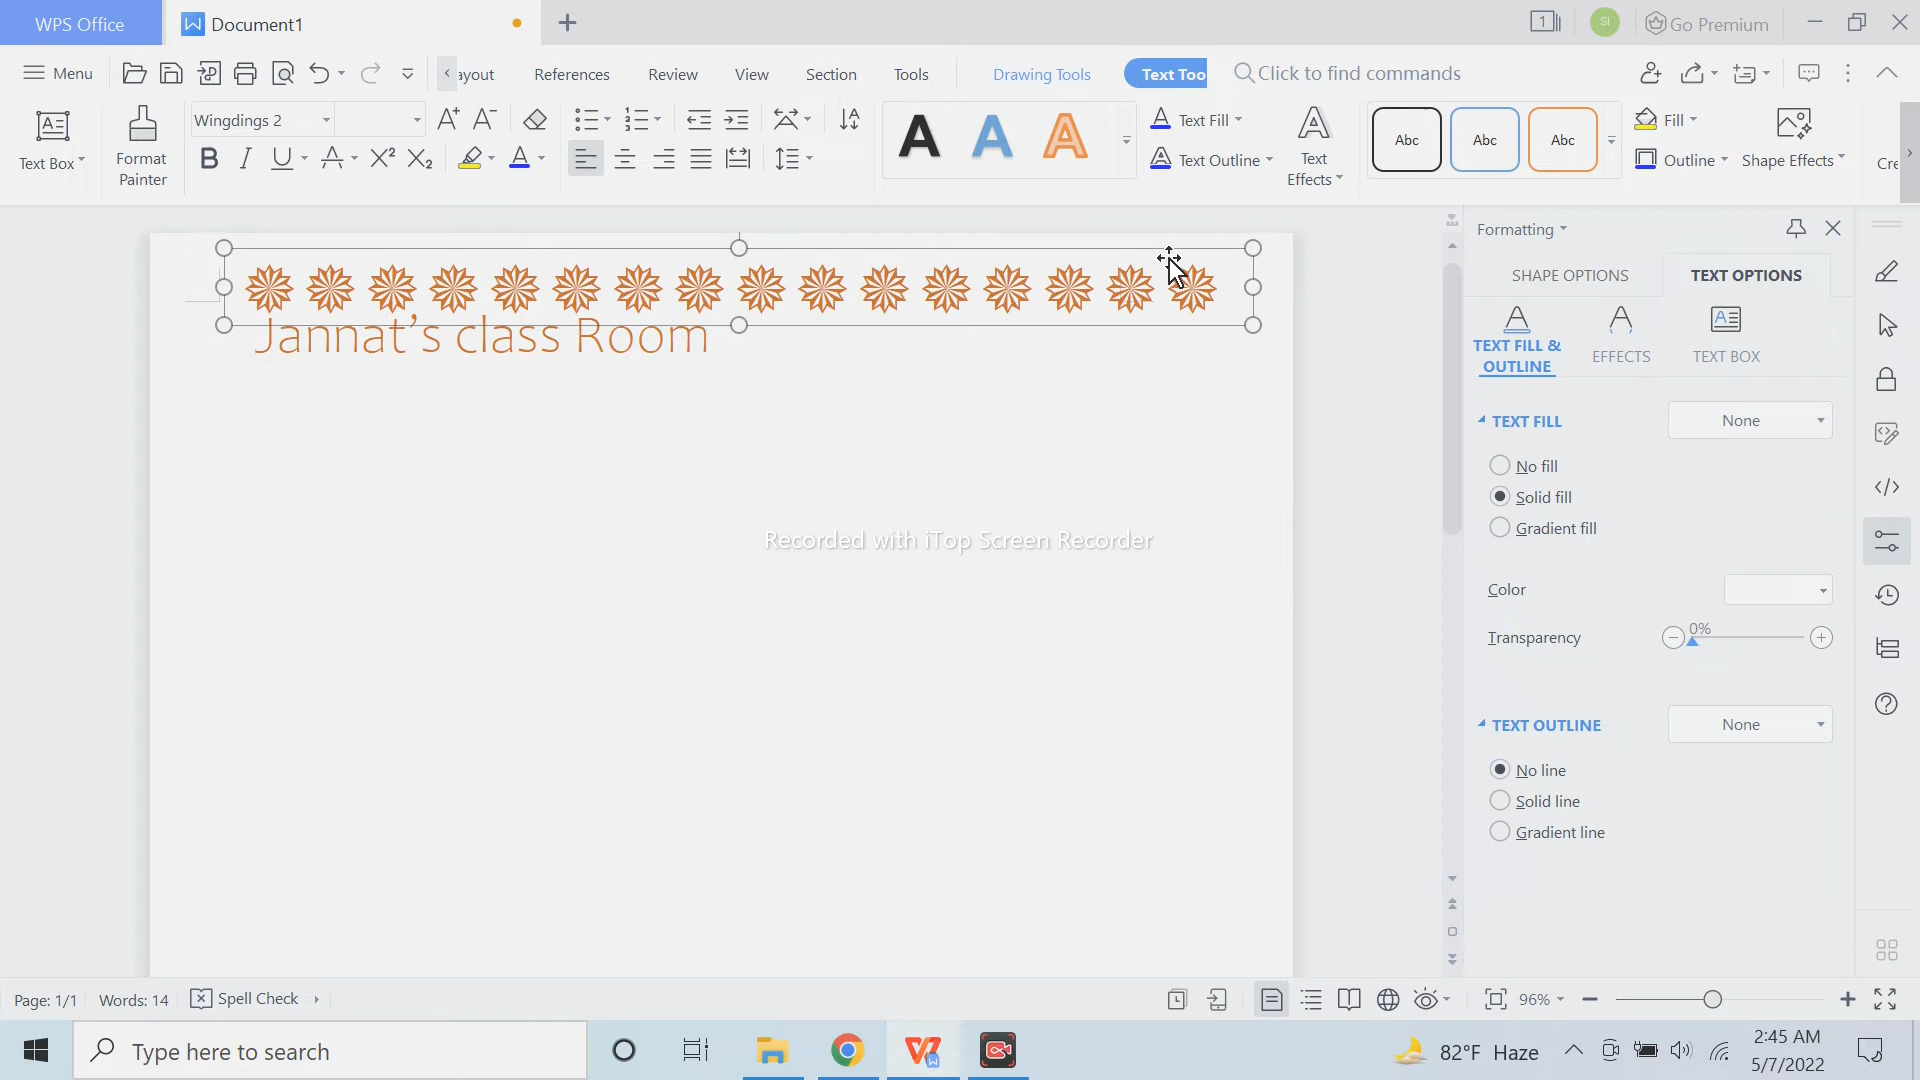 WPS Office
Document1
1
SI
Go Premium
Menu
ayout
References
Review
View
Section
Tools
Drawing Tools
Text Too
Click to find commands
Text Box
Format
Painter
Wingdings 2
A+
A-
B
I
U
A
X2
X2
A
A
A
A
Text Fill
Text Outline
Text
Effects
Abc
Abc
Abc
Fill
Outline
Shape Effects
Cre
Jannat's class Room
Recorded with iTop Screen Recorder
Formatting
SHAPE OPTIONS
TEXT OPTIONS
TEXT FILL &
OUTLINE
EFFECTS
TEXT BOX
TEXT FILL
None
No fill
Solid fill
Gradient fill
Color
Transparency
0%
TEXT OUTLINE
None
No line
Solid line
Gradient line
Page: 1/1
Words: 14
Spell Check
96%
Type here to search
82°F Haze
2:45 AM
5/7/2022